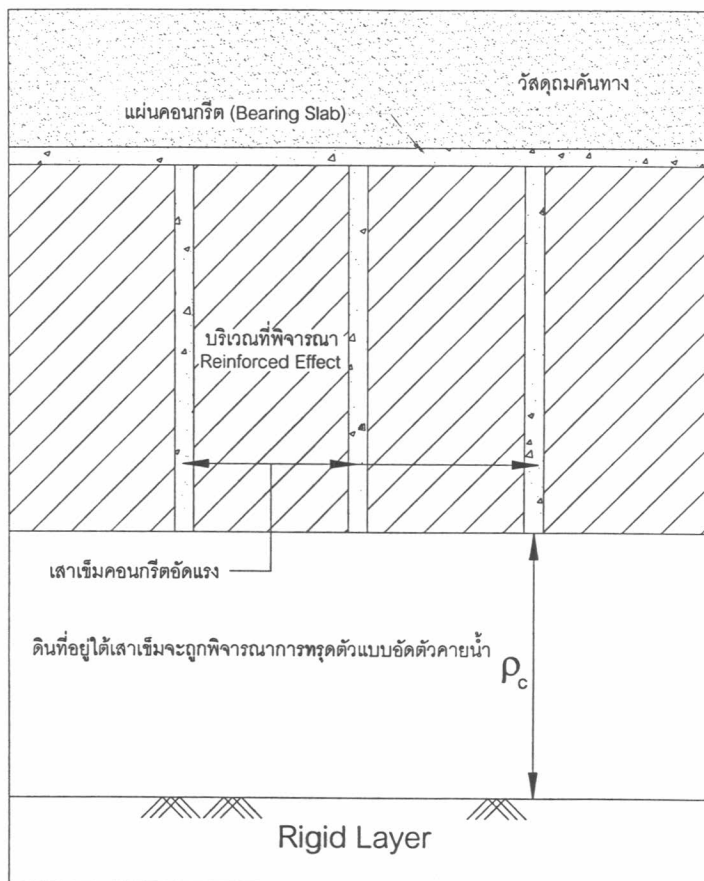 วัสดุถมคันทาง
แผ่นคอนกรีต (Bearing Slab)
บริเวณที่พิจารณา
Reinforced Effect
เสาเข็มคอนกรีตอัดแรง
ดินที่อยู่ใต้เสาเข็มจะถูกพิจารณาการทรุดตัวแบบอัดตัวคายน้ำ
ρc
Rigid Layer